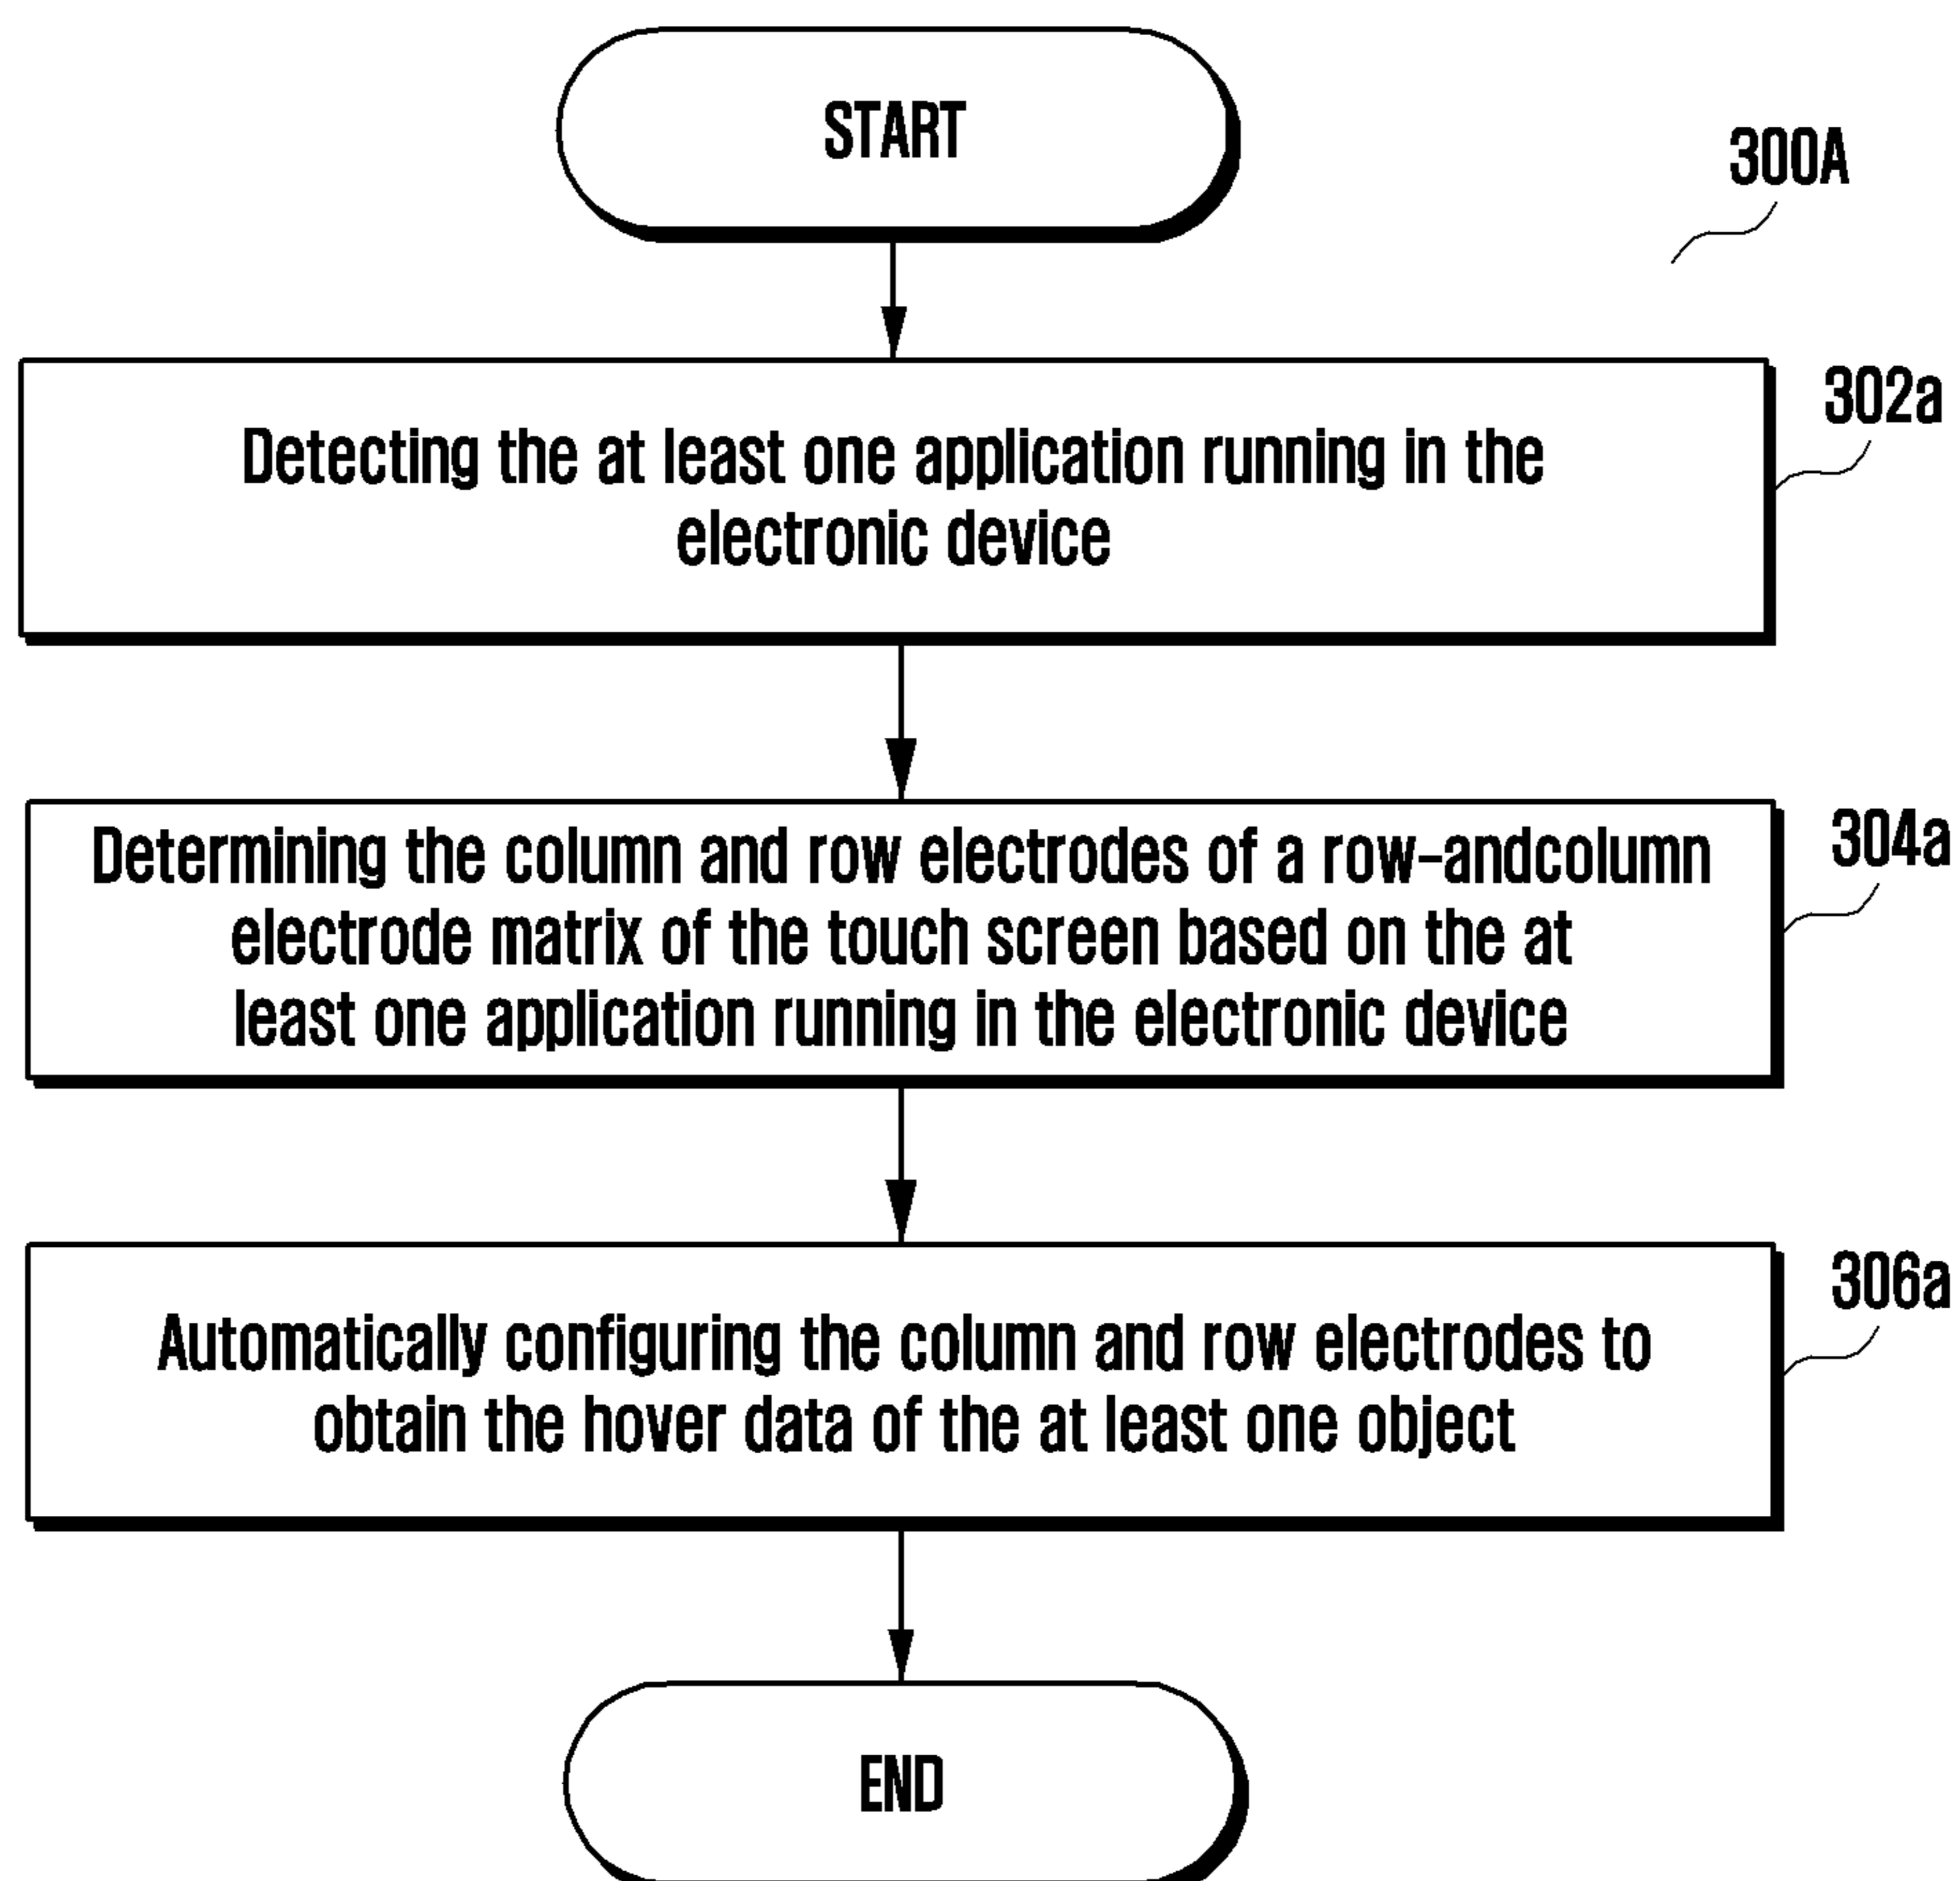 START
300A
302a
Detecting the at least one application running in the
electronic device
304a
Determining the column and row electrodes of a row-andcolumn
electrode matrix of the touch screen based on the at
least one application running in the electronic device
306a
Automatically configuring the column and row electrodes to
obtain the hover data of the at least one object
END